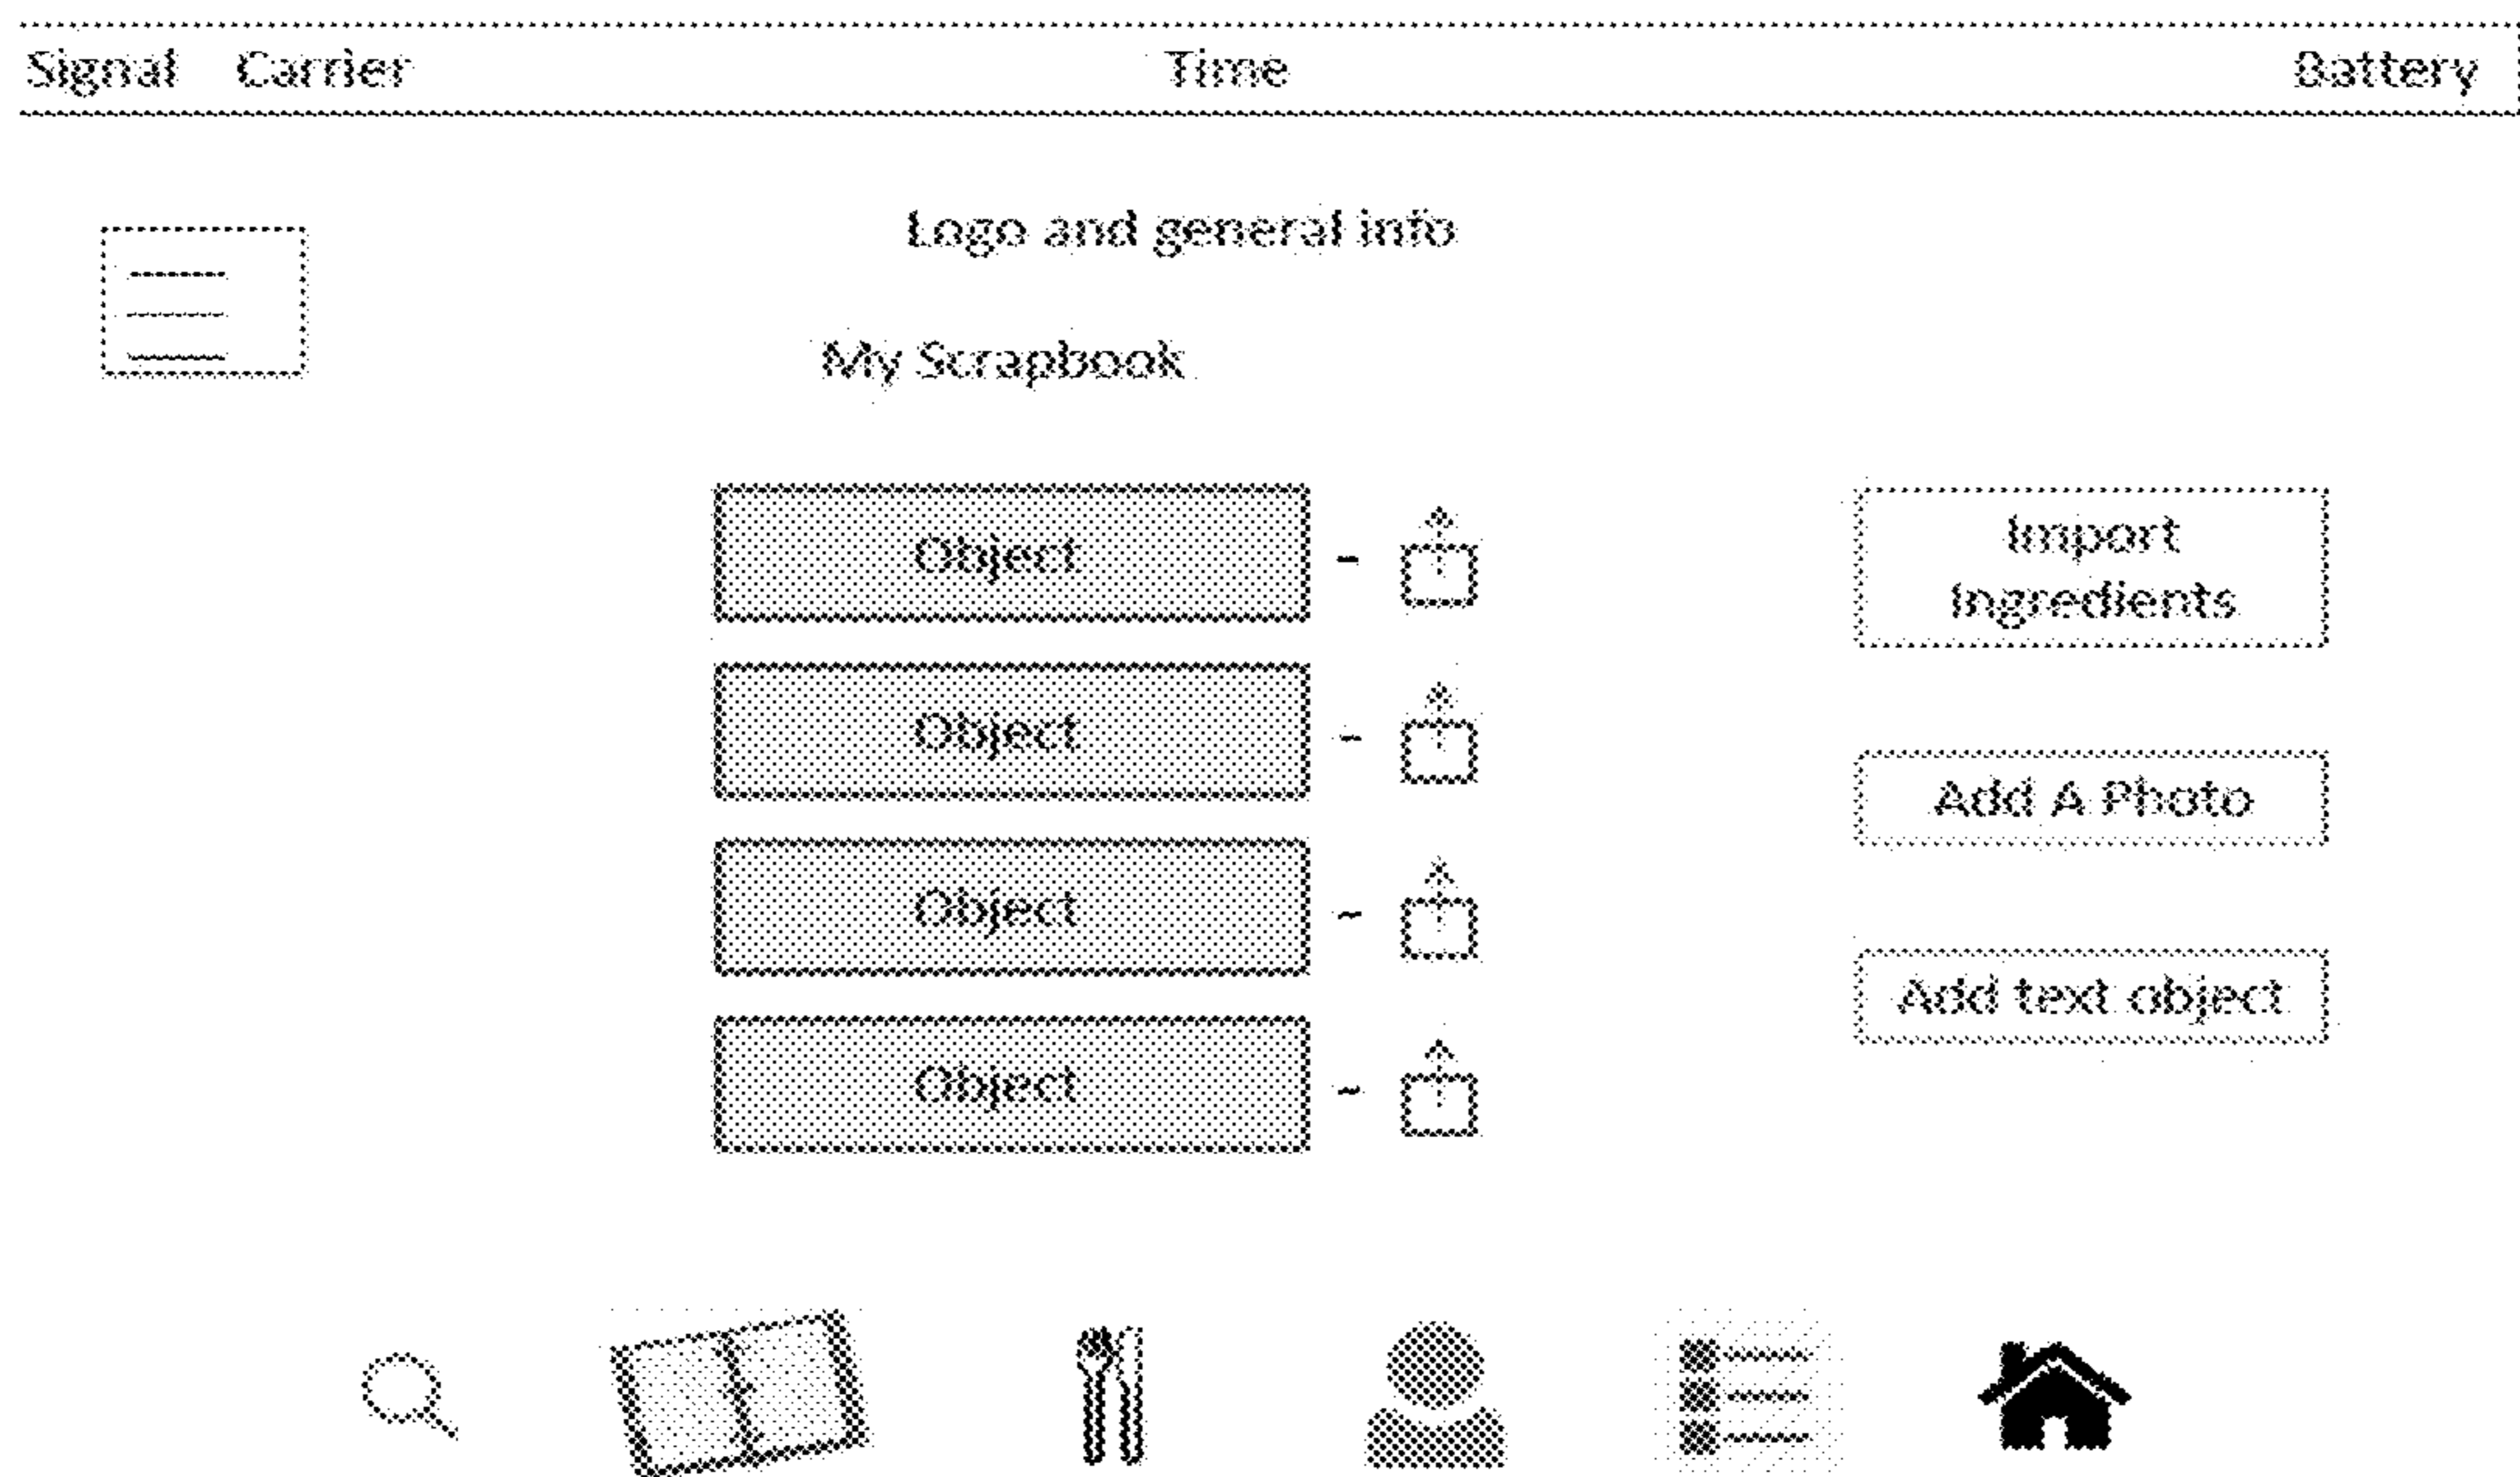 Signal Carrier Time Battery
Logo and general info
My Scrapbook
Object
Object
Object
Object
Import
Ingredients
Add A Photo
Add text object